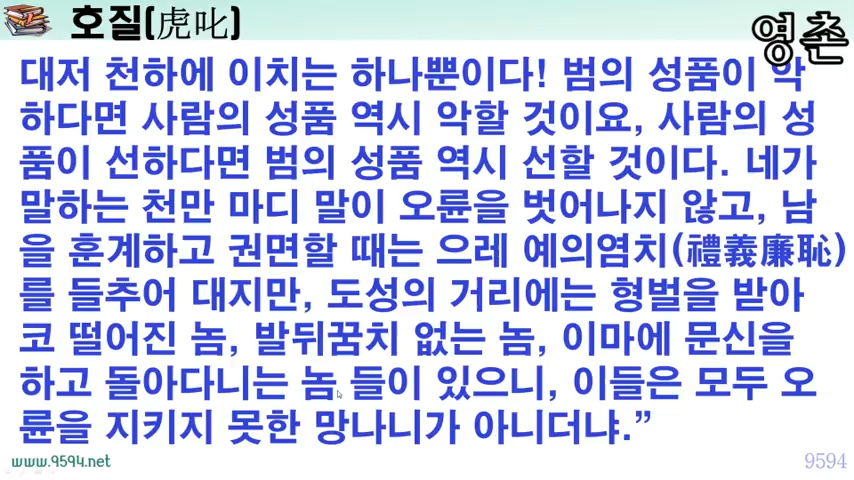 호질(虎叱)
영촌
대저 천하에 이치는 하나뿐이다! 범의 성품이 악
하다면 사람의 성품 역시 악할 것이요, 사람의 성
품이 선하다면 범의 성품 역시 선할 것이다. 네가
말하는 천만 마디 말이 오륜을 벗어나지 않고, 남
을 훈계하고 권면할 때는 으레 예의염치(禮義廉恥)
를 들추어 대지만, 도성의 거리에는 형벌을 받아
코 떨어진 놈, 발뒤꿈치 없는 놈, 이마에 문신을
하고 돌아다니는 놈 들이 있으니, 이들은 모두 오
륜을 지키지 못한 망나니가 아니더냐.”
www.9594.net
9594